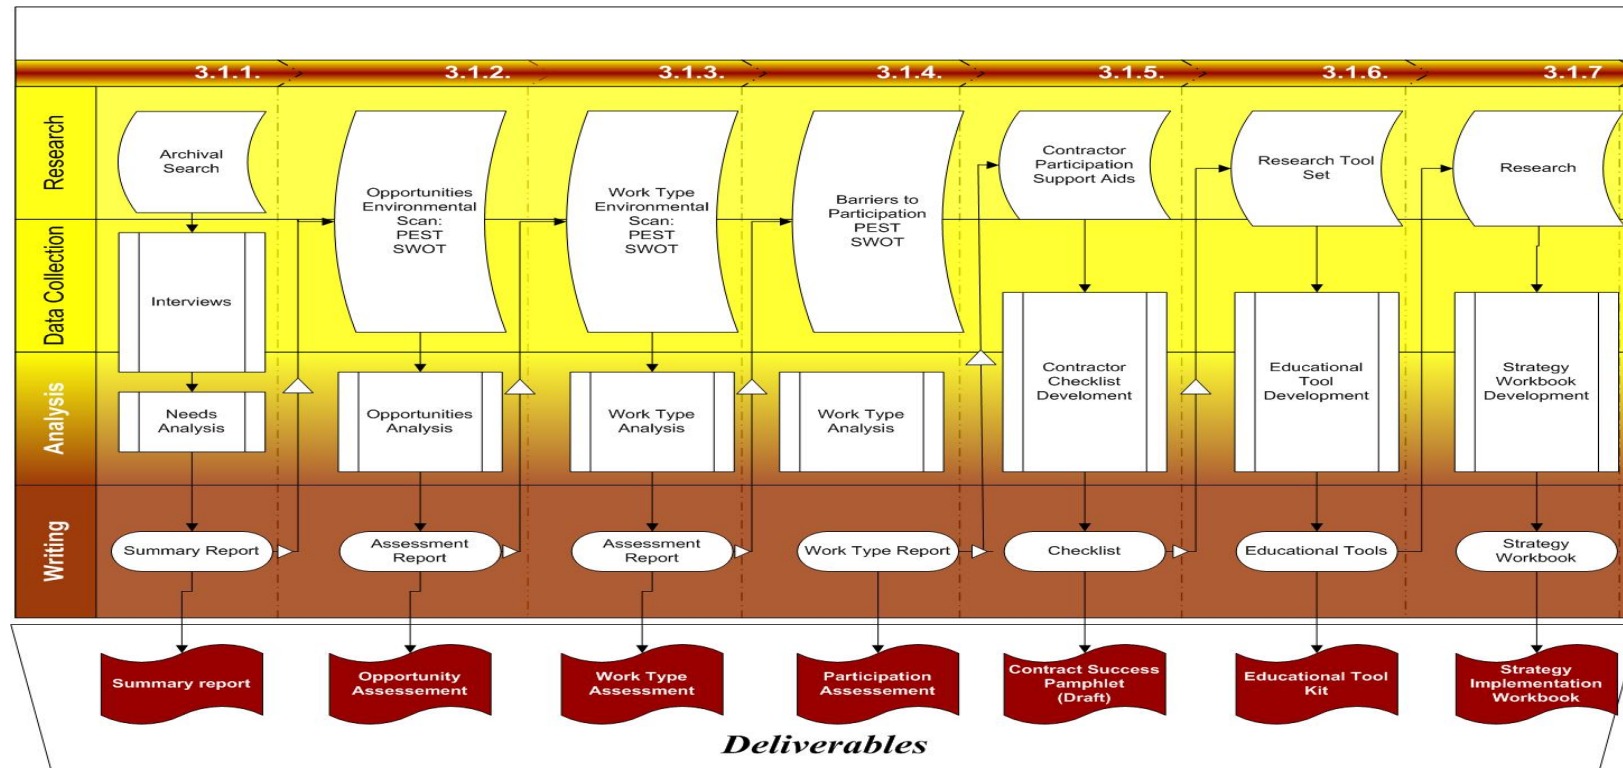 3.1.1.
3.1.2.
3.1.3.
3.1.4.
3.1.5.
3.1.6.
3.1.7
Research
Archival
Search
Opportunities
Environmental
Scan:
PEST
SWOT
Work Type
Environmental
Scan:
PEST
SWOT
Barriers to
Participation
PEST
SWOT
Contractor
Participation
Support Aids
Research Tool
Set
Research
Data Collection
Interviews
Analysis
Needs
Analysis
Opportunities
Analysis
Work Type
Analysis
Work Type
Analysis
Contractor
Checklist
Develoment
Educational
Tool
Development
Strategy
Workbook
Development
Writing
Summary Report
Assessment
Report
Assessment
Report
Work Type Report
Checklist
Educational Tools
Strategy
Workbook
Summary report
Opportunity
Assessement
Work Type
Assessment
Participation
Assessment
Contract Success
Pamphlet
(Draft)
Educational Tool
Kit
Strategy
Implementation
Workbook
Deliverables